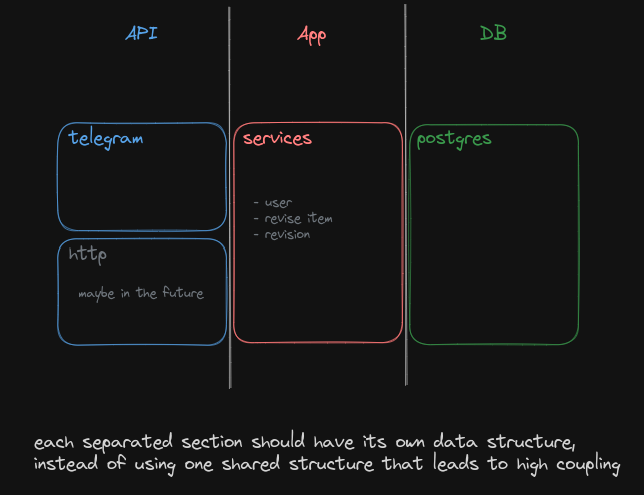 API
App
DB
telegram
services
postgres
- user
- revise item
- revision
http
maybe in the future
each separated section should have its own data structure,
instead of using one shared structure that leads to high coupling